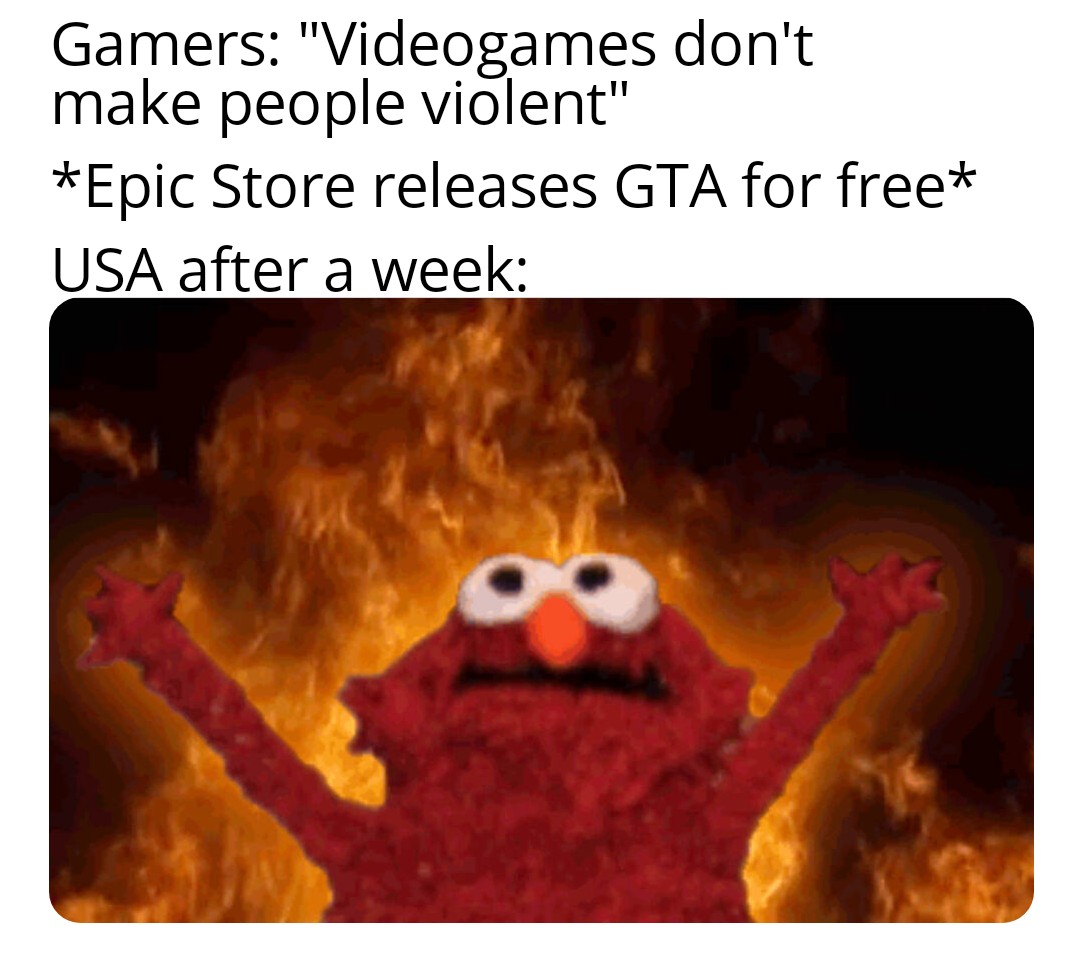 Gamers: "Videogames don't
make people violent"
*Epic Store releases GTA for free*
USA after a week: